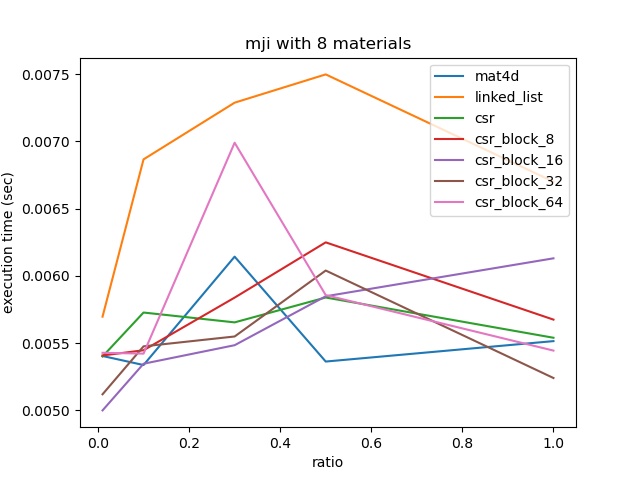 mji with 8 materials
execution time (sec)
0.0075
0.0070
0.0065
0.0060
0.0055
0.0050
mat4d
linked_list
csr
csr_block_8
csr_block_16
csr_block_32
csr_block_64
0.0 0.2 0.4 0.6 0.8 1.0
ratio